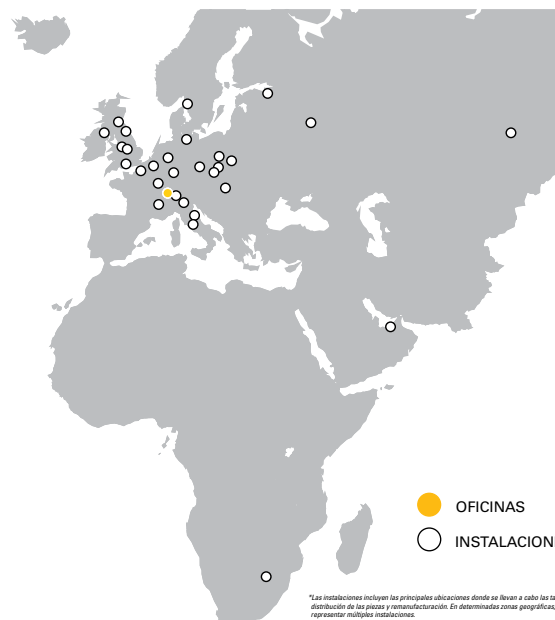 OFICINAS
INSTALACION
*Las instalaciones incluyen las principales ubicaciones donde se llevan a cabo las ta
distribución de las piezas y remanufacturación. En determinadas zonas geográficas,
representar múltiples instalaciones.